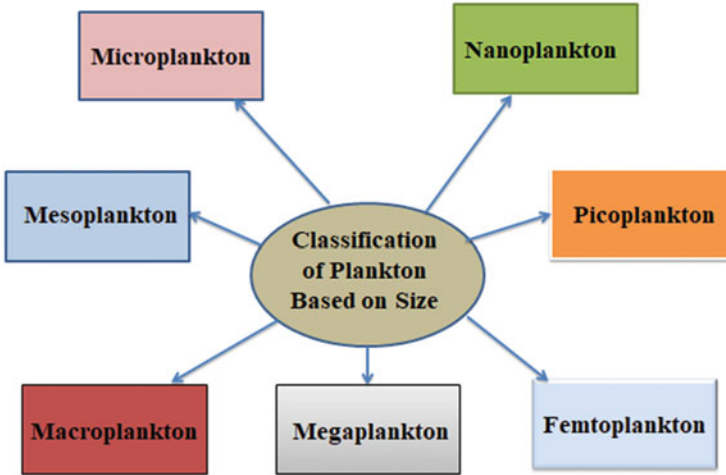 Microplankton
Nanoplankton
Mesoplankton
Classification
of Plankton
Based on Size
Picoplankton
Macroplankton
Megaplankton
Femtoplankton